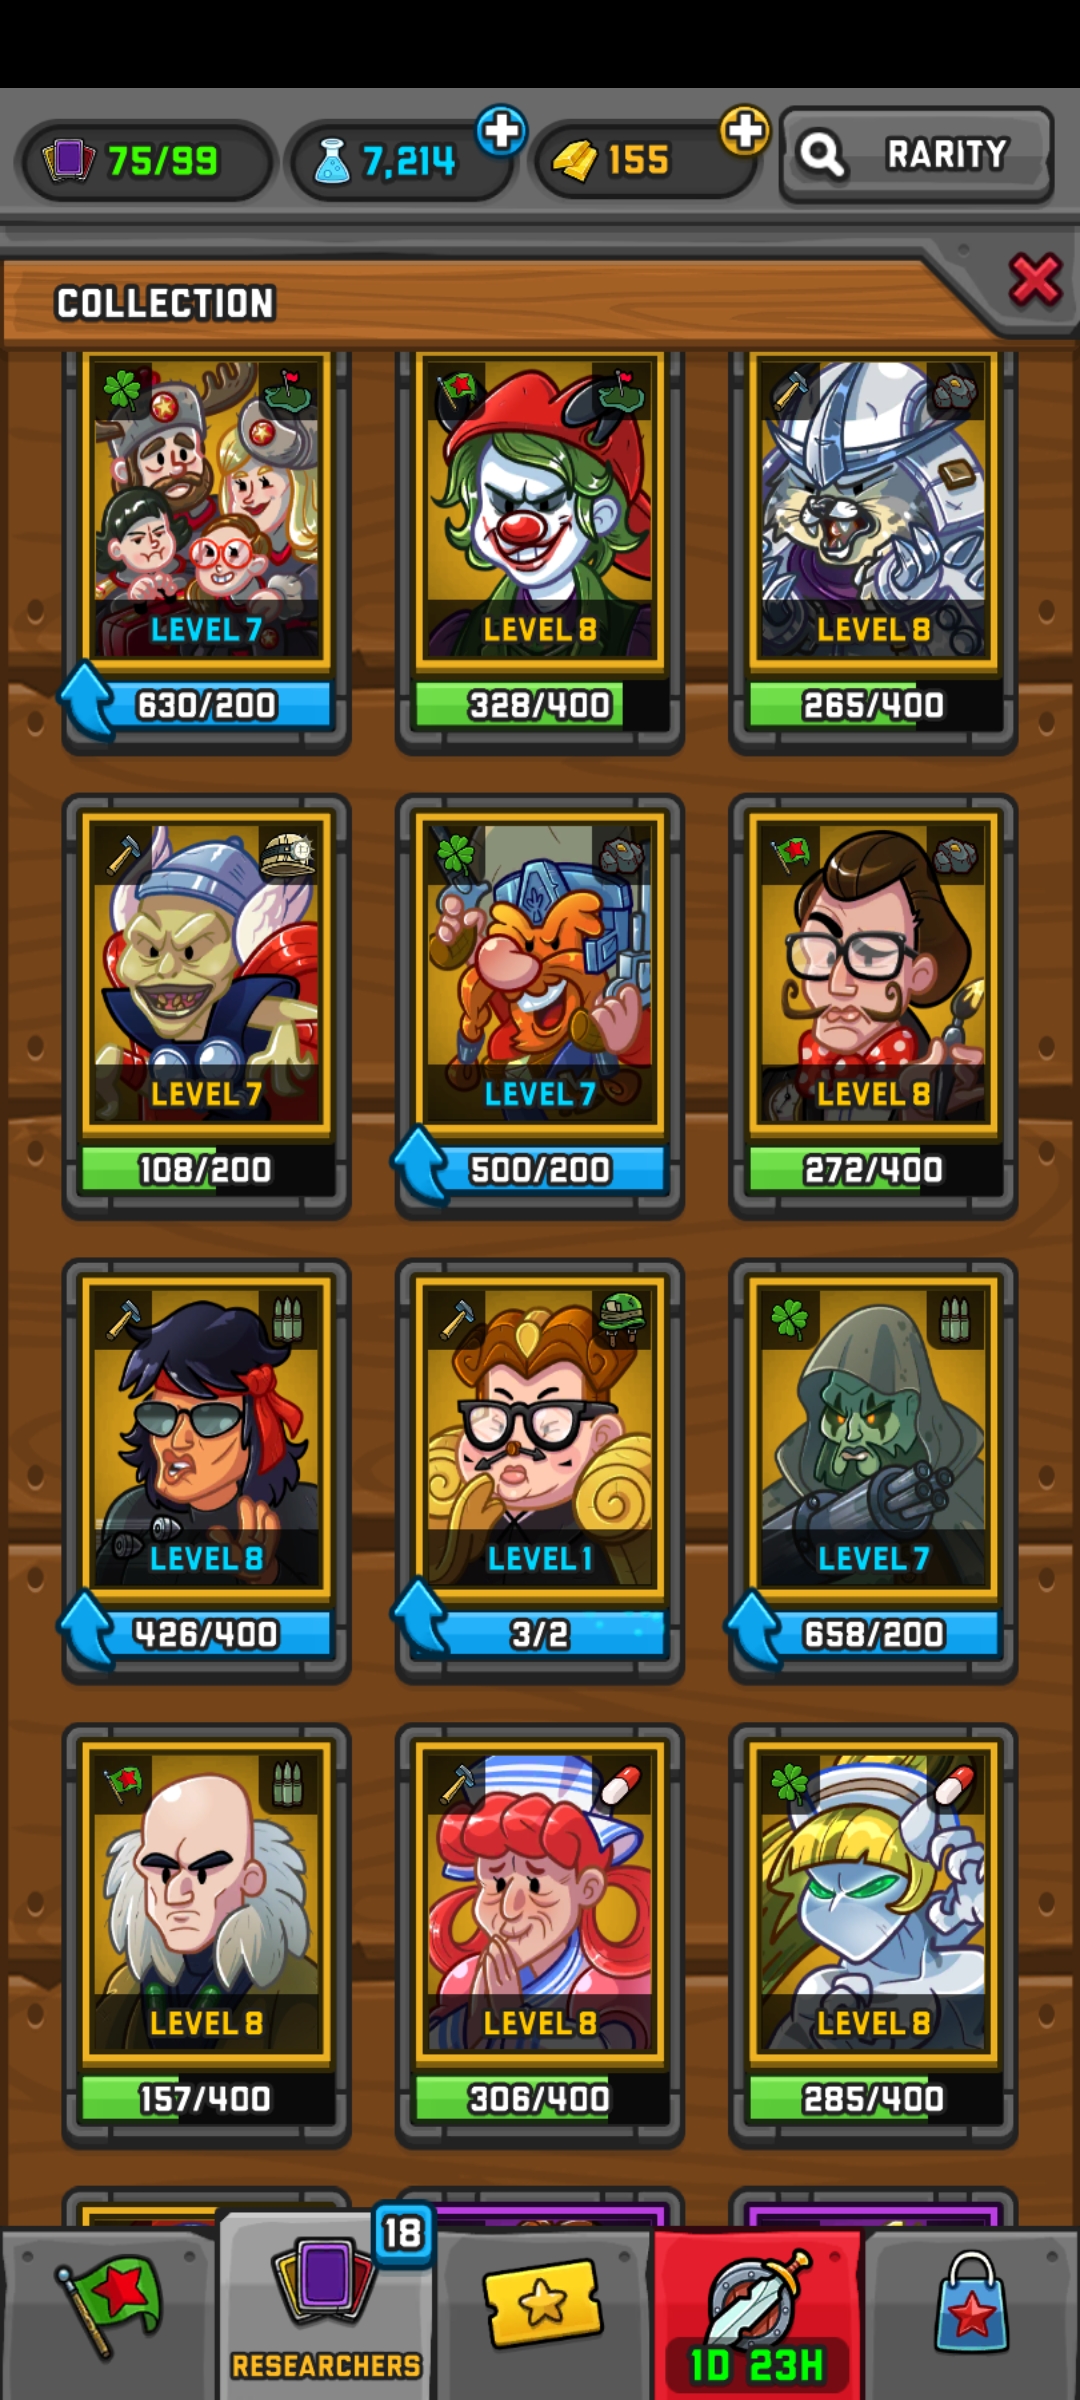 75/99 7,214 155 RARITY
COLLECTION
LEVEL 7 LEVEL 8 LEVEL 8
630/200 328/400 265/400
LEVEL 7 LEVEL 7 LEVEL 8
108/200 500/200 272/400
LEVEL 8 LEVEL 1 LEVEL 7
426/400 3/2 658/200
LEVEL 8 LEVEL 8 LEVEL 8
157/400 306/400 285/400
18
RESEARCHERS 1D 23H